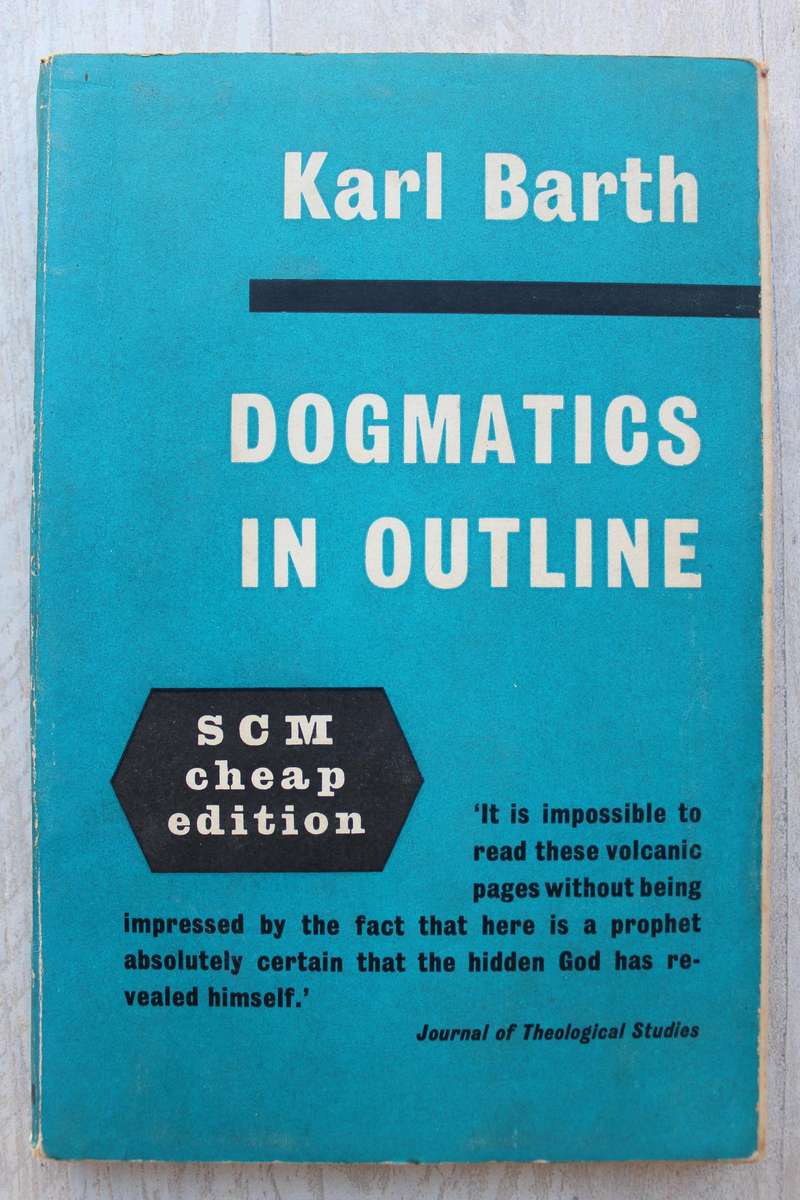 Karl Barth
DOGMATICS
IN OUTLINE
SCM
cheap
edition
‘It is impossible to
read these volcanic
pages without being
impressed by the fact that here is a prophet
absolutely certain that the hidden God has re-
vealed himself.’
Journal of Theological Studies